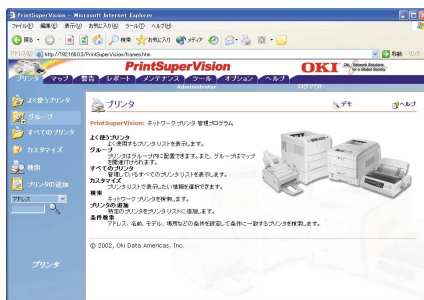 PrintSuperVision - Microsoft Internet Explorer
ファイル(F) 編集(E) 表示(V) お気に入り(A) ツール(T) ヘルプ(H)
戻る 検索 お気に入り メディア
アドレス(D) http://19216803/PrintSuperVision/frames.htm 移動 リンク
PrintSuperVision
OKI Oki, Network Solutions for a Global Society
プリンタ マップ 警告 レポート メンテナンス ツール オプション ヘルプ
Administrator ログアウト
よく使うプリンタ
グループ
すべてのプリンタ
カスタマイズ
検索
プリンタの追加
アドレス
プリンタ
プリンタ デモ ヘルプ
PrintSuperVision: ネットワーク プリンタ 管理プログラム
よく使うプリンタ
よく使用するプリンタ リストを表示します。
グループ
プリンタはグループ内に配置できます。また、グループはマップを関連付けられます。
すべてのプリンタ
管理しているすべてのプリンタ リストを表示します。
カスタマイズ
プリンタ リストで表示したい情報を選択できます。
検索
ネットワーク プリンタを検索します。
プリンタの追加
特定のプリンタをプリンタ リストに追加します。
条件検索
アドレス、名前、モデル、場所などの条件を設定して条件に一致するプリンタを検索します。
© 2002, Oki Data Americas, Inc.